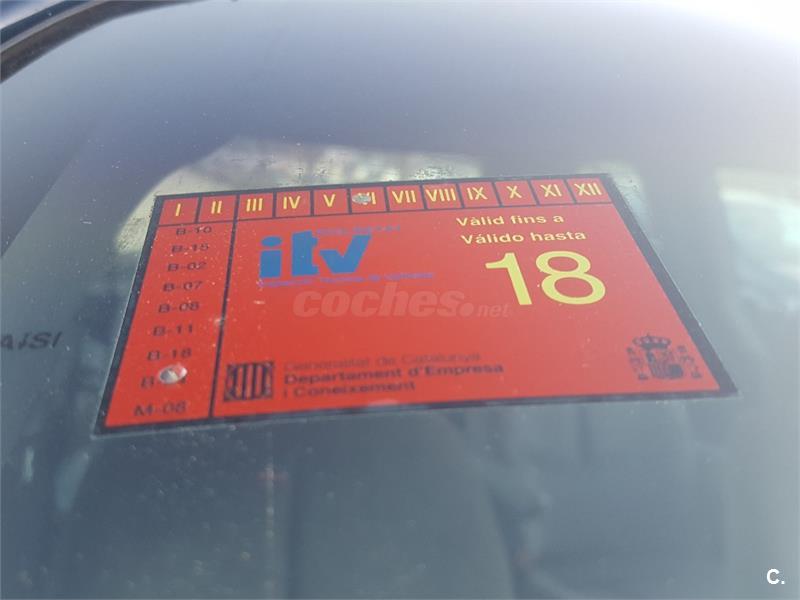 I II III IV V VII VIII IX X XI XII
B-10
B-15
B-02
B-07
B-08
B-11
B-18
M-08
itv
Vàlid fins a
Válido hasta
18
coches.net
Generalitat de Catalunya
Departament d'Empresa
i Coneixement
C.